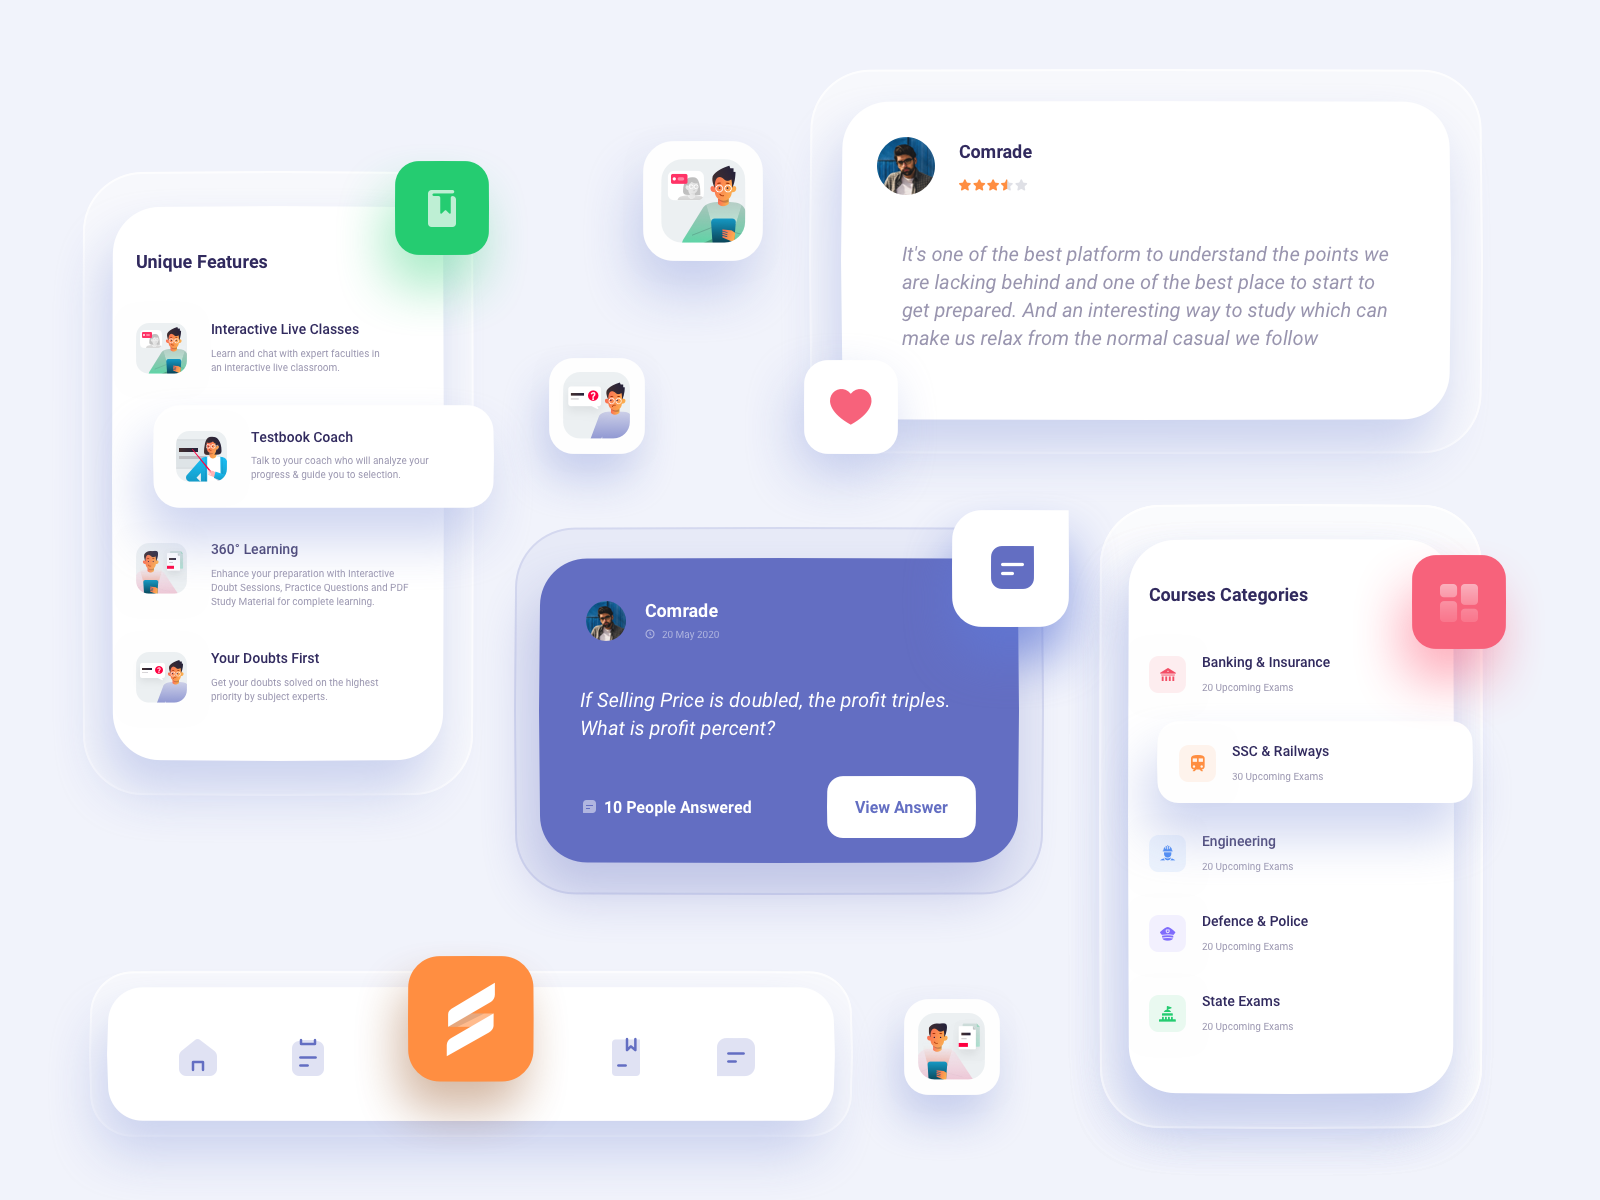 Unique Features
Interactive Live Classes
Learn and chat with expert faculties in
an interactive live classroom.
Testbook Coach
Talk to your coach who will analyze your
progress & guide you to selection.
360° Learning
Enhance your preparation with Interactive
Doubt Sessions, Practice Questions and PDF
Study Material for complete learning.
Your Doubts First
Get your doubts solved on the highest
priority by subject experts.
Comrade
It's one of the best platform to understand the points we
are lacking behind and one of the best place to start to
get prepared. And an interesting way to study which can
make us relax from the normal casual we follow
Comrade
20 May 2020
If Selling Price is doubled, the profit triples.
What is profit percent?
10 People Answered
View Answer
Courses Categories
Banking & Insurance
20 Upcoming Exams
SSC & Railways
30 Upcoming Exams
Engineering
20 Upcoming Exams
Defence & Police
20 Upcoming Exams
State Exams
20 Upcoming Exams